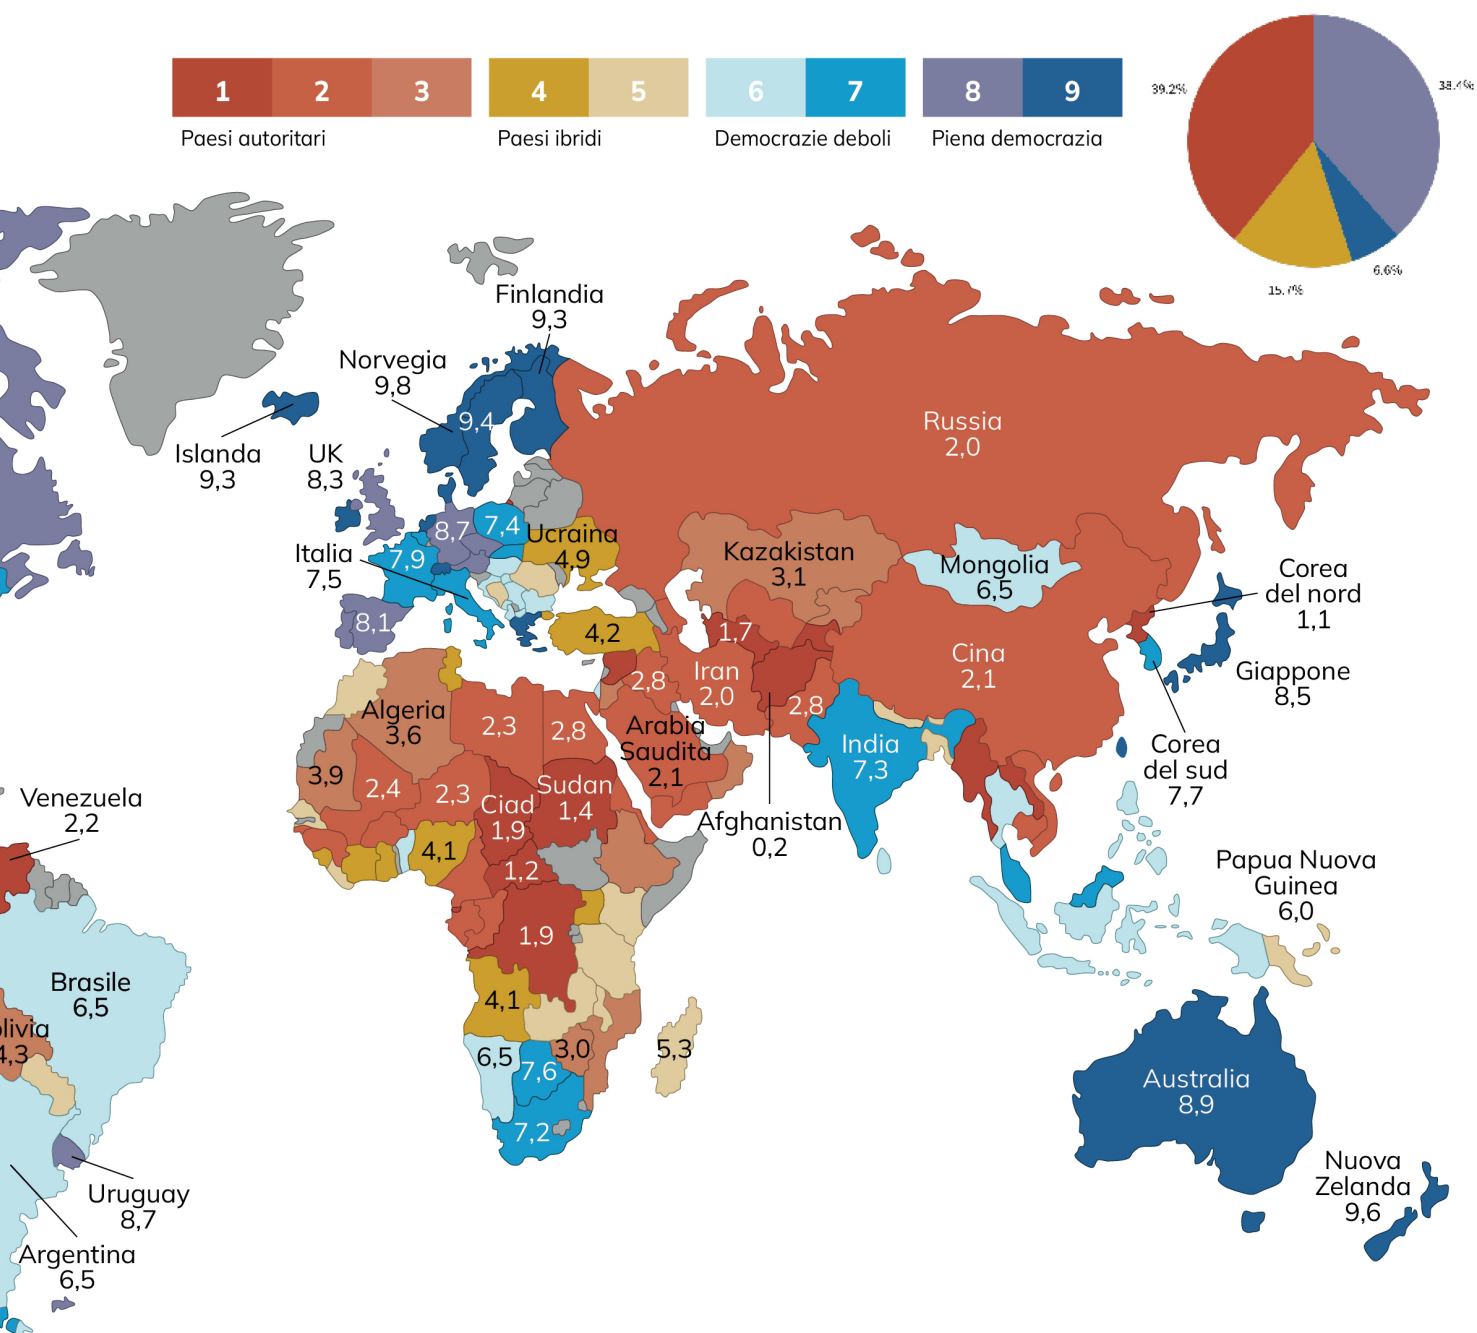 1 2 3 4 5 6 7 8 9
Paesi autoritari Paesi ibridi Democrazie deboli Piena democrazia
39.2%
38.4%
6.6%
15.7%
Finlandia
9,3
Norvegia
9,8
9,4
Islanda
9,3
UK
8,3
Russia
2,0
8,7
7,4
Ucraina
4,9
Italia
7,5
7,9
8,1
4,2
Kazakistan
3,1
Mongolia
6,5
Corea
del nord
1,1
Giappone
8,5
Corea
del sud
7,7
Cina
2,1
1,7
Iran
2,0
2,8
2,8
India
7,3
Arabia
Saudita
2,1
Afghanistan
0,2
Algeria
3,6
2,3
2,8
3,9
2,4
2,3
Ciad
1,9
Sudan
1,4
4,1
1,2
1,9
4,1
6,5
7,6
3,0
5,3
7,2
Venezuela
2,2
Brasile
6,5
olivia
4,3
Uruguay
8,7
Argentina
6,5
Papua Nuova
Guinea
6,0
Australia
8,9
Nuova
Zelanda
9,6